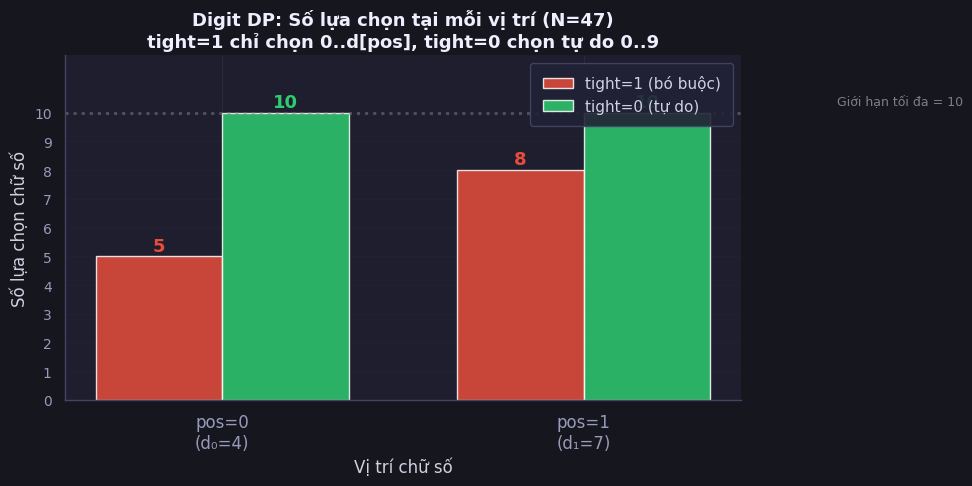 Digit DP: Số lựa chọn tại mỗi vị trí (N=47)
tight=1 chỉ chọn 0..d[pos], tight=0 chọn tự do 0..9
tight=1 (bó buộc)
tight=0 (tự do)
Giới hạn tối đa = 10
Số lựa chọn chữ số
10
9
8
7
6
5
4
3
2
1
0
5
10
8
10
pos=0
(d₀=4)
pos=1
(d₁=7)
Vị trí chữ số